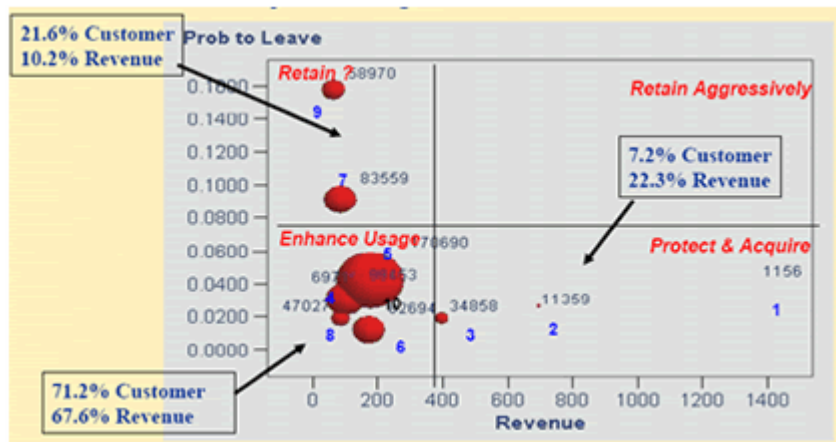 21.6% Customer
10.2% Revenue
Prob to Leave
Retain ?
58970
Retain Aggressively
0.1600
0.1400
9
0.1200
7.2% Customer
22.3% Revenue
0.1000
7
83559
0.0800
Enhance Usage
170690
Protect & Acquire
0.0600
5
1156
0.0400
4
10
47027
34858
11359
1
0.0200
8
6
3
2
0.0000
71.2% Customer
67.6% Revenue
0
200
400
600
800
1000
1200
1400
Revenue